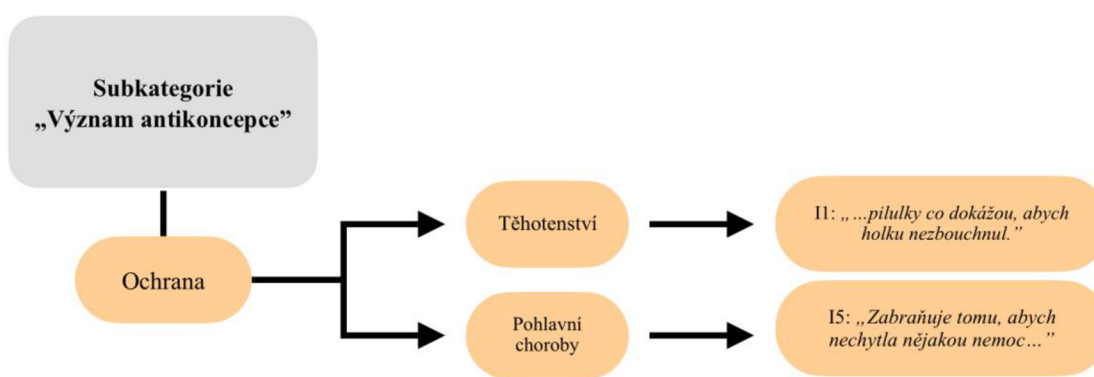 Subkategorie
„Význam antikoncepce”
Ochrana
Těhotenství
I1: „…pilulky co dokážou, abych
holku nezbouchnul.”
Pohlavní
choroby
I5: „Zabraňuje tomu, abych
nechytla nějakou nemoc…”